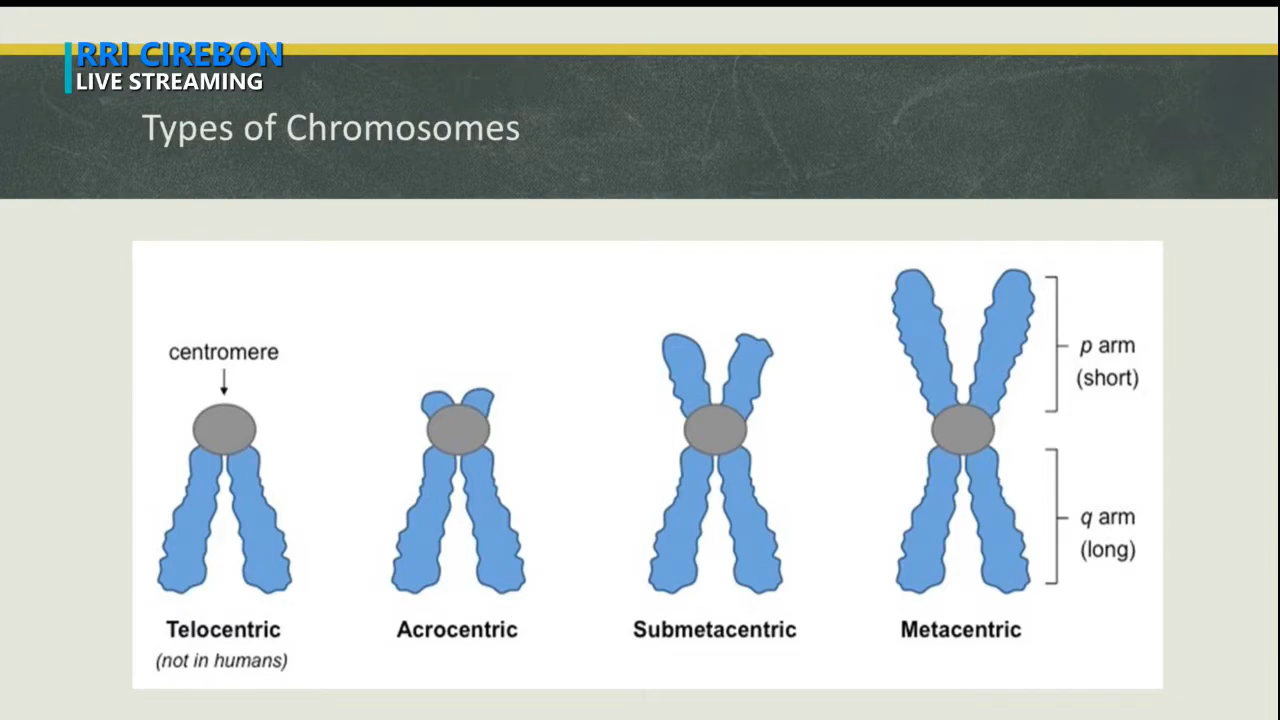 RRI CIREBON
LIVE STREAMING
Types of Chromosomes
centromere
p arm
(short)
q arm
(long)
Telocentric
(not in humans)
Acrocentric
Submetacentric
Metacentric